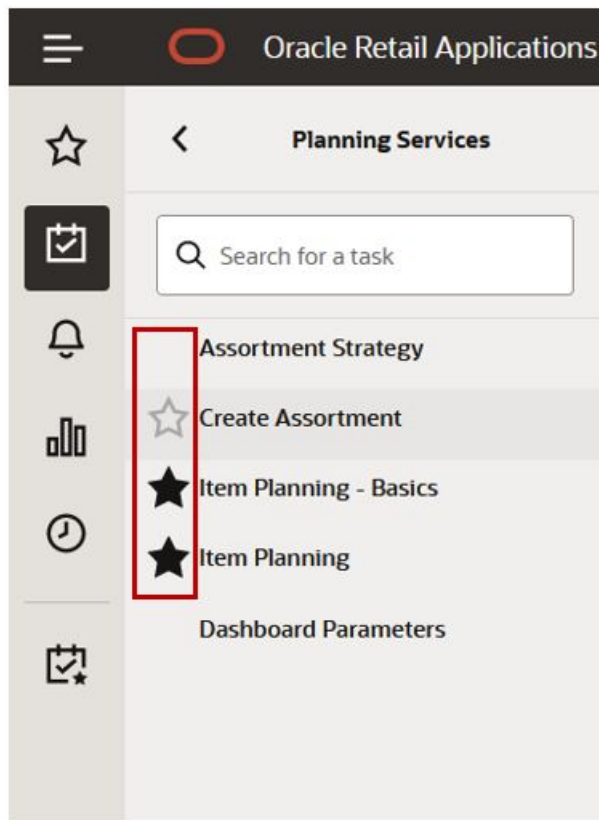 Oracle Retail Applications
Planning Services
Search for a task
Assortment Strategy
Create Assortment
Item Planning - Basics
Item Planning
Dashboard Parameters